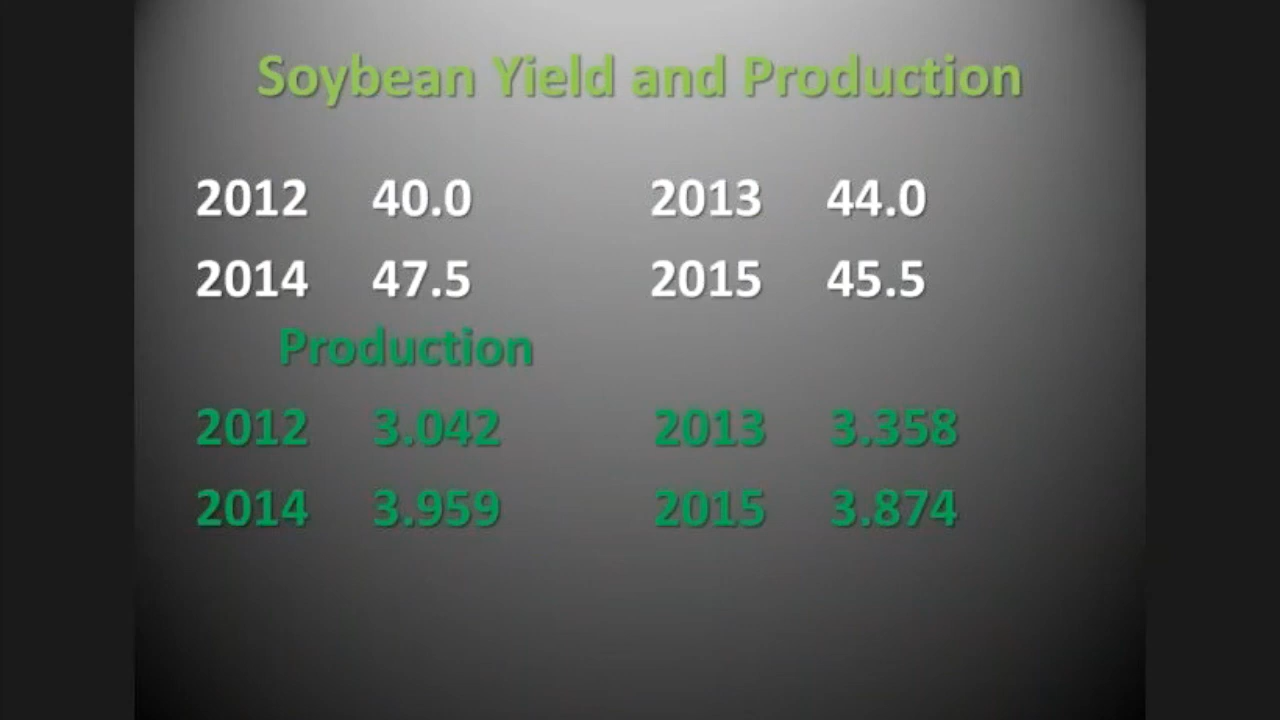 Soybean Yield and Production
2012 40.0 2013 44.0
2014 47.5 2015 45.5
Production
2012 3.042 2013 3.358
2014 3.959 2015 3.874